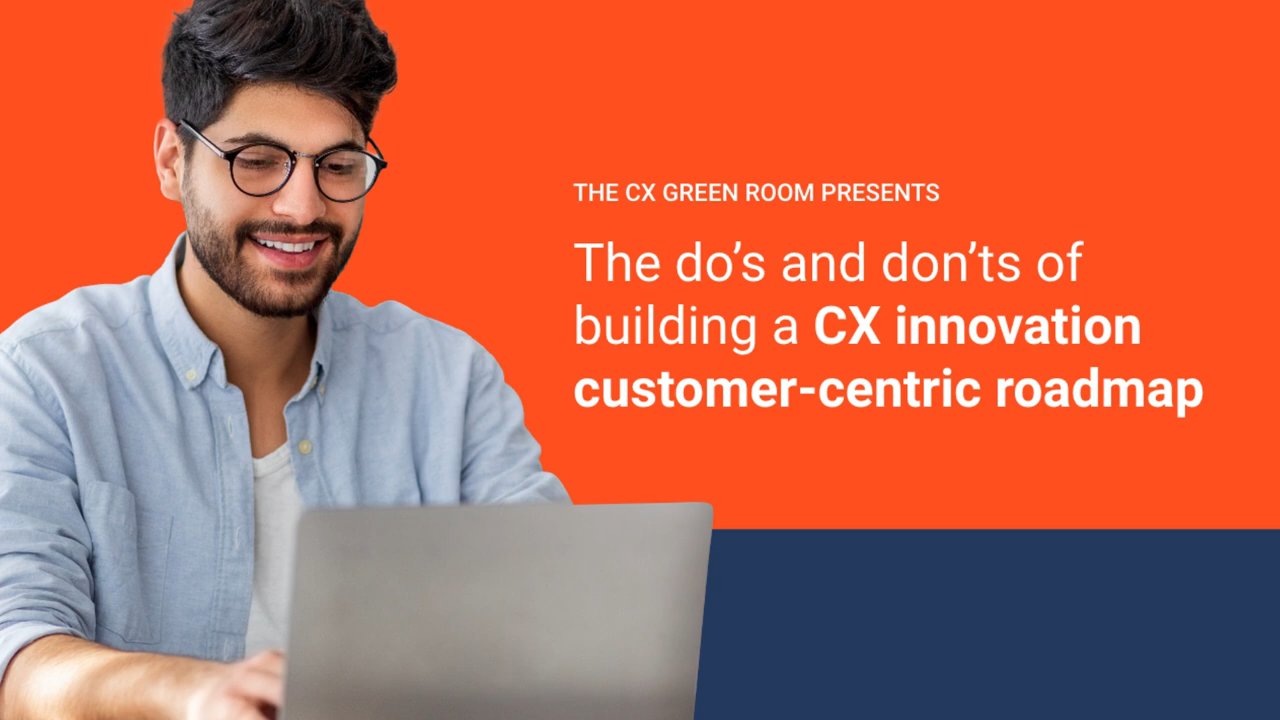 THE CX GREEN ROOM PRESENTS
The do’s and don’ts of
building a CX innovation
customer-centric roadmap